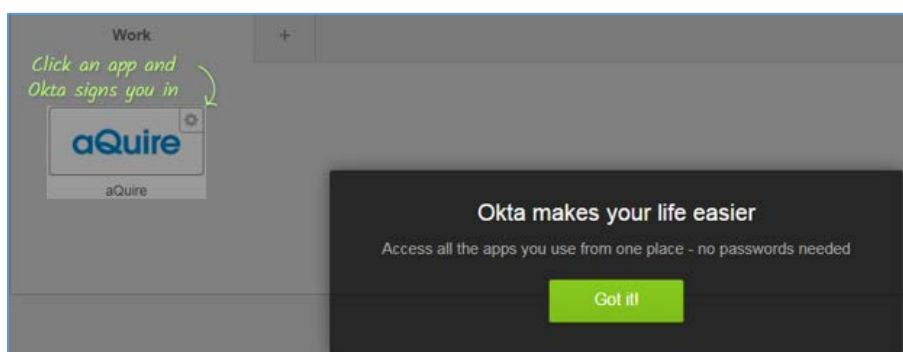 Work +
Click an app and
Okta signs you in
aQuire
aQuire
Okta makes your life easier
Access all the apps you use from one place - no passwords needed
Got it!